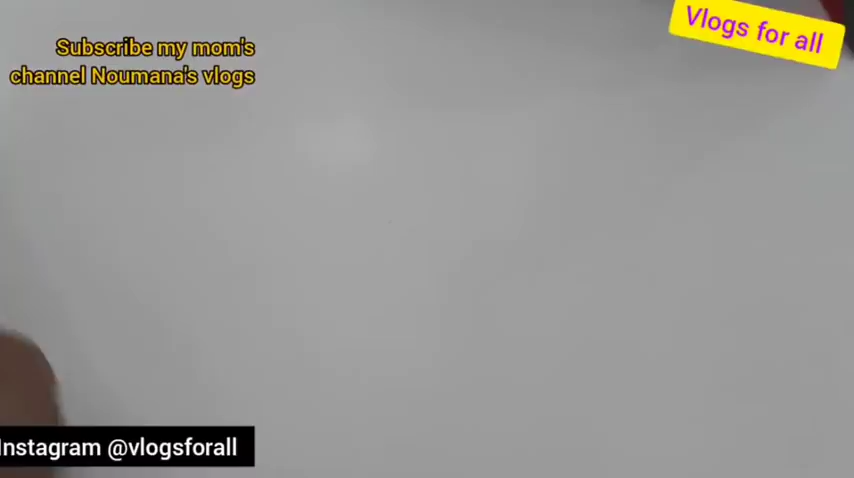 Subscribe my mom's
channel Noumana's vlogs
Vlogs for all
Instagram @vlogsforall